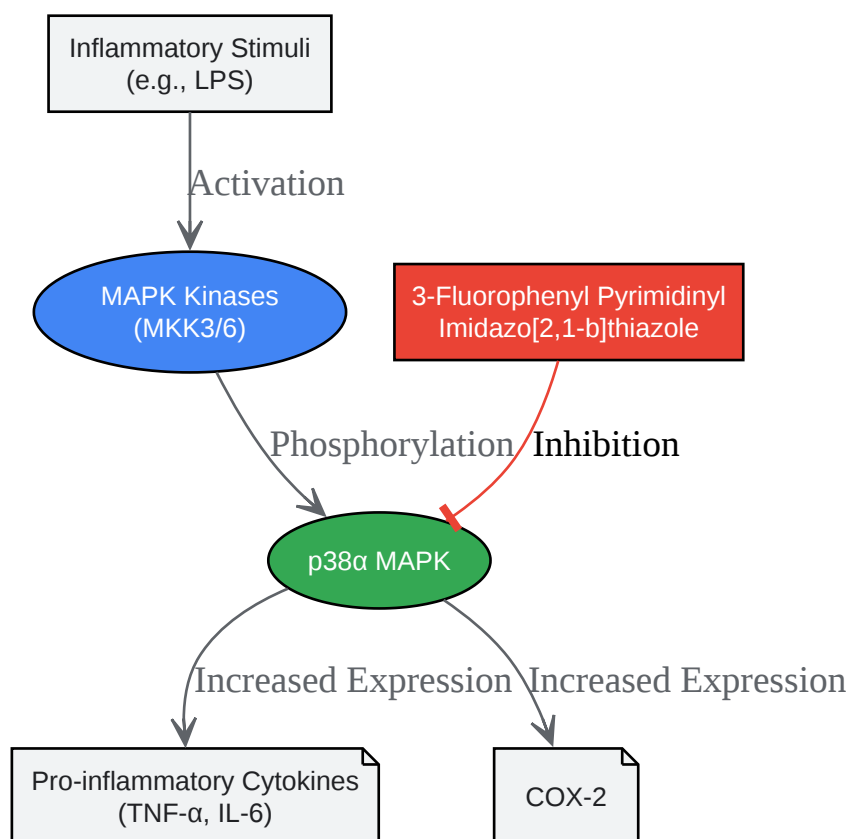 Inflammatory Stimuli
(e.g., LPS)
Activation
MAPK Kinases
(MKK3/6)
3-Fluorophenyl Pyrimidinyl
Imidazo[2,1-b]thiazole
Phosphorylation
Inhibition
p38α MAPK
Increased Expression
Increased Expression
Pro-inflammatory Cytokines
(TNF-α, IL-6)
COX-2